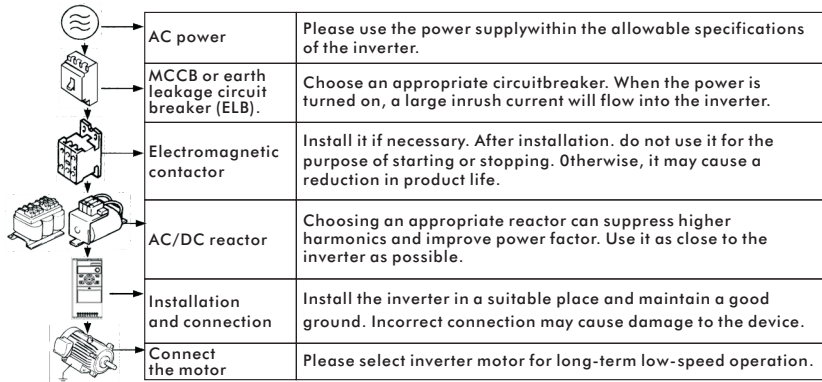 AC power
Please use the power supplywithin the allowable specifications
of the inverter.
MCCB or earth
leakage circuit
breaker (ELB).
Choose an appropriate circuitbreaker. When the power is
turned on, a large inrush current will flow into the inverter.
Electromagnetic
contactor
Install it if necessary. After installation. do not use it for the
purpose of starting or stopping. 0therwise, it may cause a
reduction in product life.
AC/DC reactor
Choosing an appropriate reactor can suppress higher
harmonics and improve power factor. Use it as close to the
inverter as possible.
Installation
and connection
Install the inverter in a suitable place and maintain a good
ground. Incorrect connection may cause damage to the device.
Connect
the motor
Please select inverter motor for long-term low-speed operation.